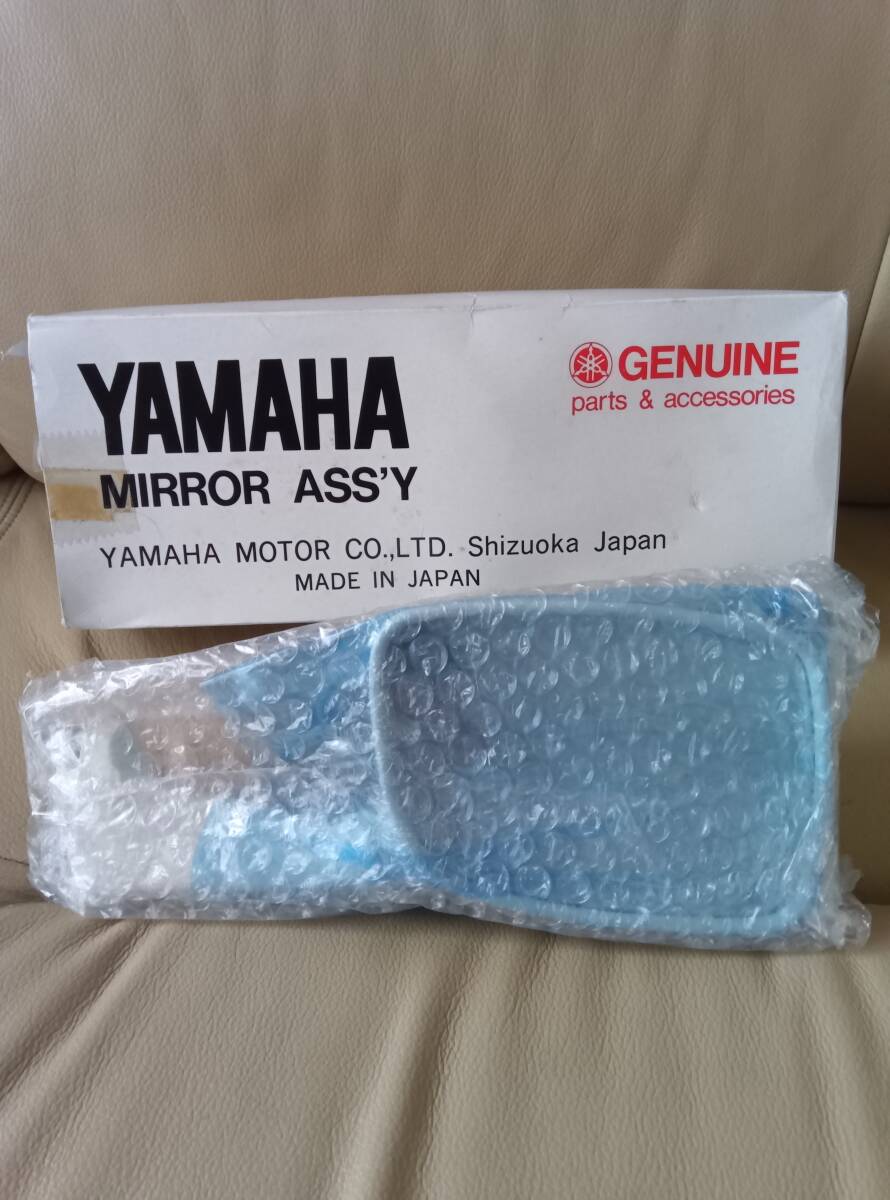 YAMAHA
GENUINE
parts & accessories
MIRROR ASS'Y
YAMAHA MOTOR CO.,LTD. Shizuoka Japan
MADE IN JAPAN